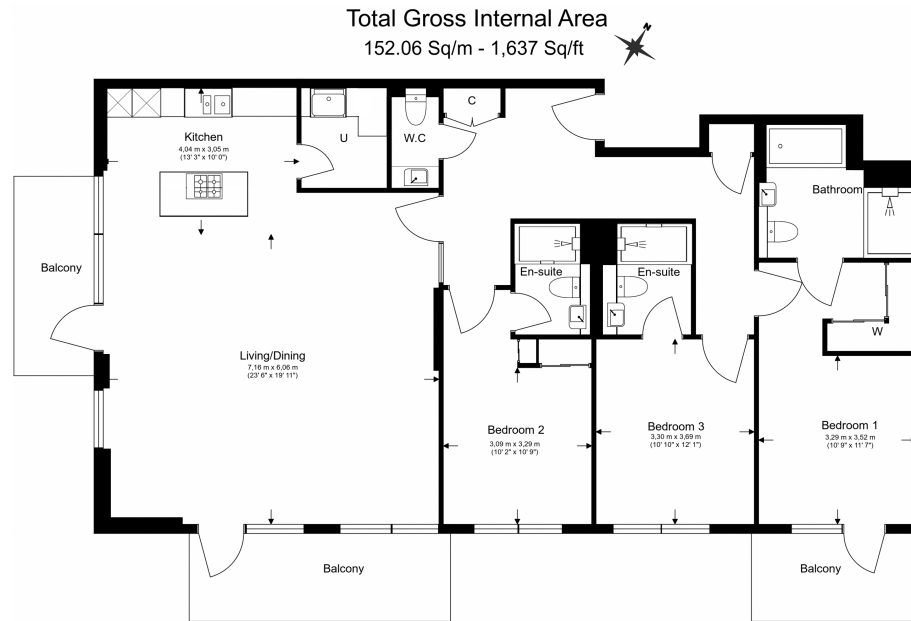 Total Gross Internal Area
152.06 Sq/m - 1,637 Sq/ft
N
Kitchen
4,04 m x 3,05 m
(13' 3" x 10' 0")
U
W.C
C
Bathroom
Balcony
En-suite
En-suite
W
Living/Dining
7,16 m x 6,06 m
(23' 6" x 19' 11")
Bedroom 2
3,09 m x 3,29 m
(10' 2" x 10' 9")
Bedroom 3
3,30 m x 3,69 m
(10' 10" x 12' 1")
Bedroom 1
3,29 m x 3,52 m
(10' 9" x 11' 7")
Balcony
Balcony